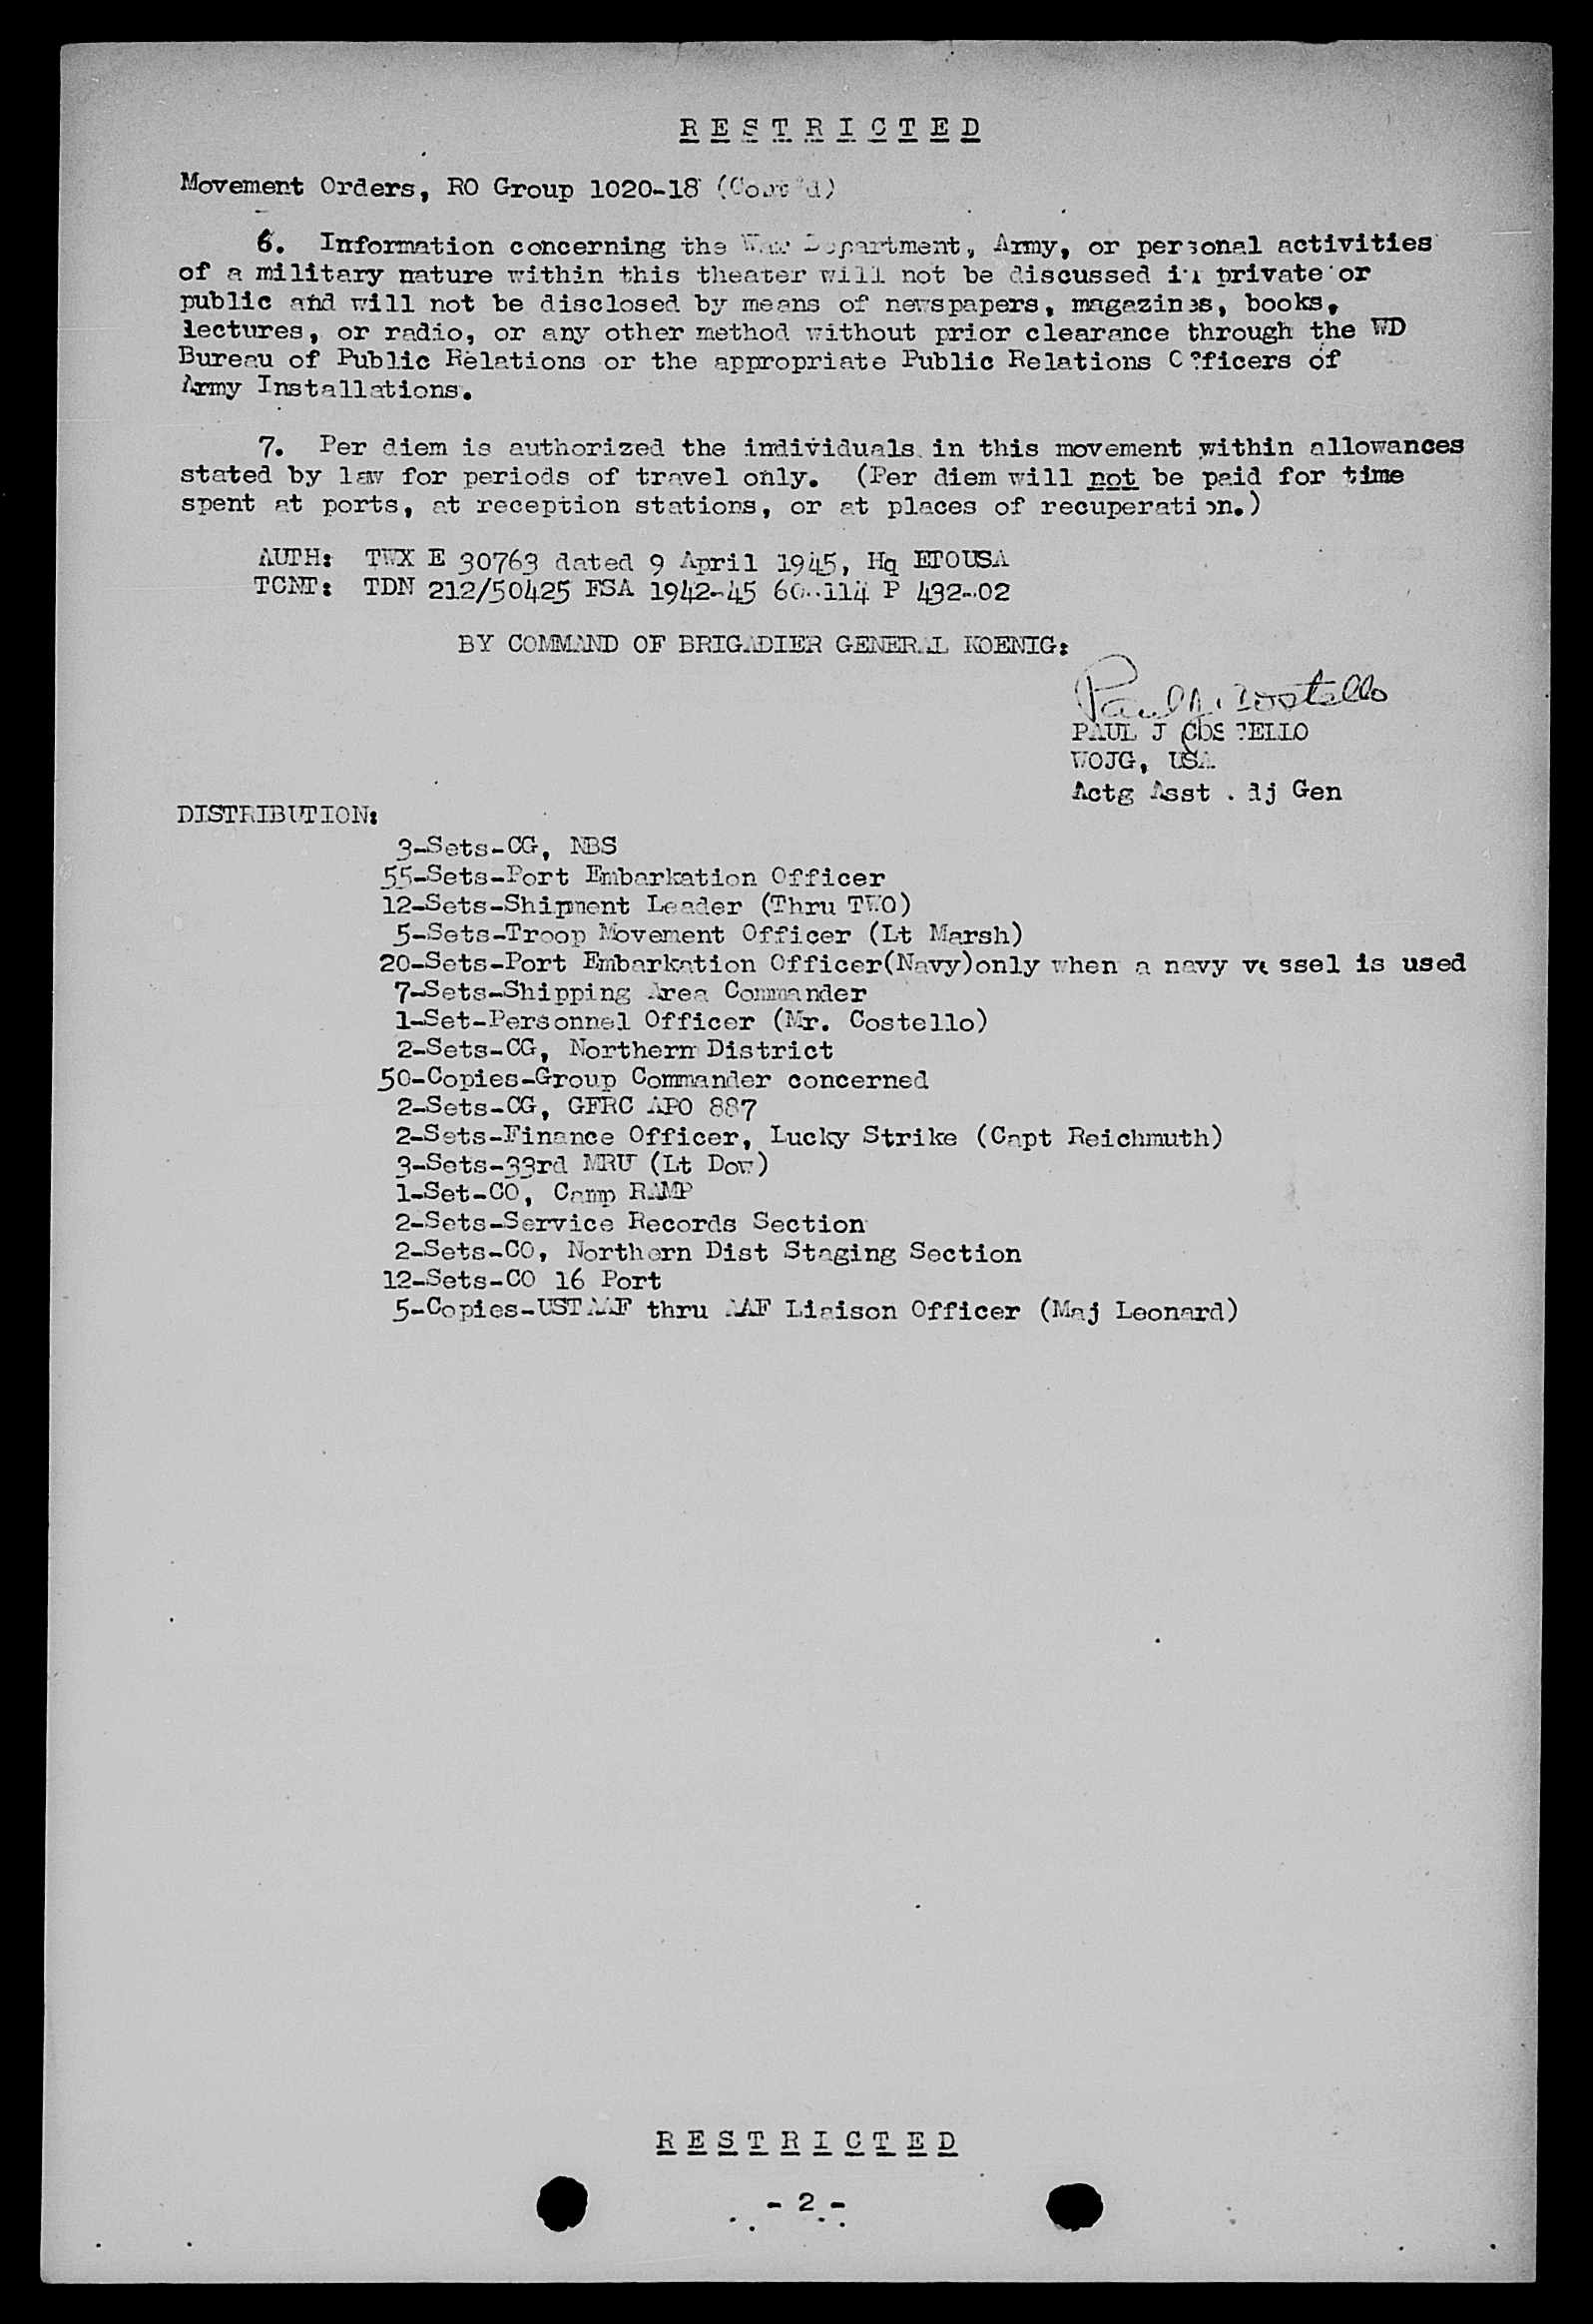 R E S T R I C T E D
Movement Orders, RO Group 1020-18 (Cont'd)
6. Information concerning the War Department, Army, or personal activities
of a military nature within this theater will not be discussed in private or
public and will not be disclosed by means of newspapers, magazines, books,
lectures, or radio, or any other method without prior clearance through the WD
Bureau of Public Relations or the appropriate Public Relations Officers of
Army Installations.
7. Per diem is authorized the individuals in this movement within allowances
stated by law for periods of travel only. (Per diem will not be paid for time
spent at ports, at reception stations, or at places of recuperation.)
AUTH: TWX E 30763 dated 9 April 1945, Hq ETOUSA
TCNT: TDN 212/50425 FSA 1942-45 60-114 P 432-02
BY COMMAND OF BRIGADIER GENERAL KOENIG:
Paul J. Costello
PAUL J COSTELLO
WOJG, USA
Actg Asst Adj Gen
DISTRIBUTION:
3-Sets-CG, NBS
55-Sets-Port Embarkation Officer
12-Sets-Shipment Leader (Thru TWO)
5-Sets-Troop Movement Officer (Lt Marsh)
20-Sets-Port Embarkation Officer(Navy)only when a navy vessel is used
7-Sets-Shipping Area Commander
1-Set-Personnel Officer (Mr. Costello)
2-Sets-CG, Northern District
50-Copies-Group Commander concerned
2-Sets-CG, GFRC APO 887
2-Sets-Finance Officer, Lucky Strike (Capt Reichmuth)
3-Sets-33rd MRU (Lt Dow)
1-Set-CO, Camp RAMP
2-Sets-Service Records Section
2-Sets-CO, Northern Dist Staging Section
12-Sets-CO 16 Port
5-Copies-USTAAF thru AAF Liaison Officer (Maj Leonard)
R E S T R I C T E D
- 2 -